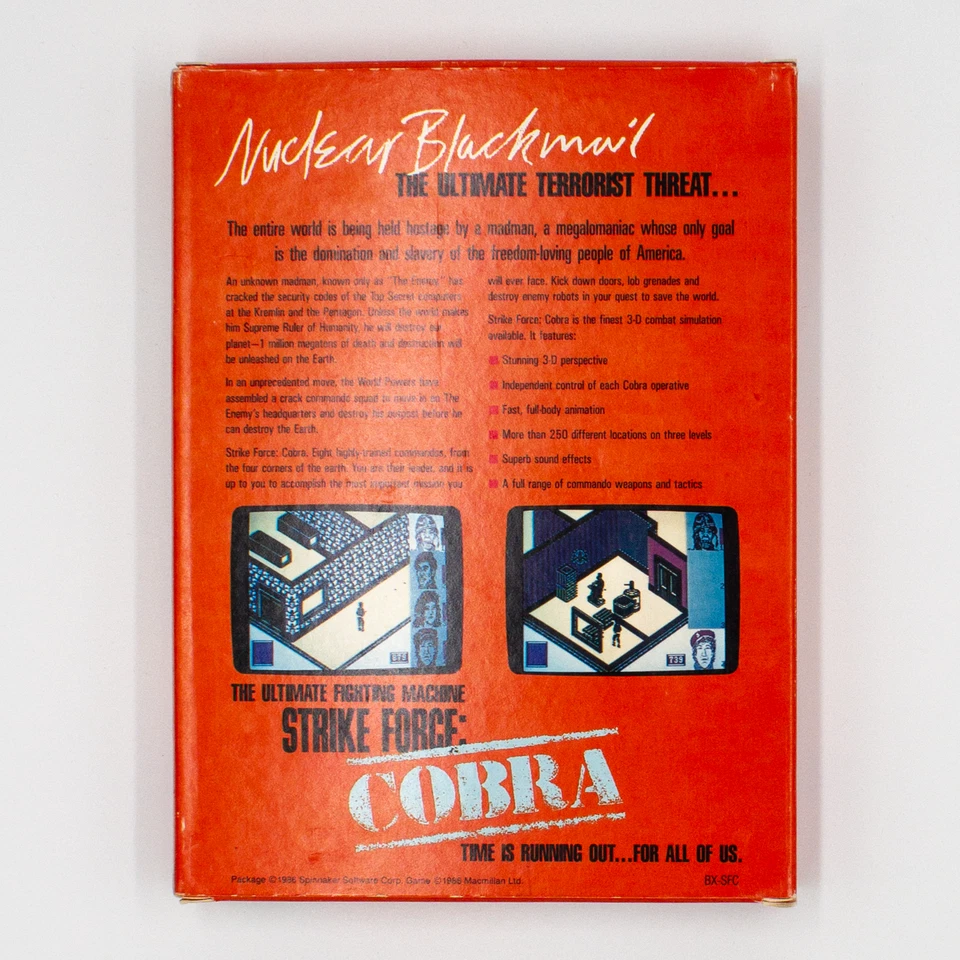 Nuclear Blackmail
THE ULTIMATE TERRORIST THREAT...
The entire world is being held hostage by a madman, a megalomaniac whose only goal
is the domination and slavery of the freedom-loving people of America.
An unknown madman, known only as "The Enemy" has
cracked the security codes of the Top Secret computers
at the Kremlin and the Pentagon. Unless the world makes
him Supreme Ruler of Humanity, he will destroy our
planet—1 million megatons of death and destruction will
be unleashed on the Earth.
In an unprecedented move, the World Powers have
assembled a crack commando squad to move in on The
Enemy's headquarters and destroy his outpost before he
can destroy the Earth.
Strike Force: Cobra. Eight highly-trained commandos, from
the four corners of the earth. You are their leader, and it is
up to you to accomplish the most important mission you
will ever face. Kick down doors, lob grenades and
destroy enemy robots in your quest to save the world.
Strike Force: Cobra is the finest 3-D combat simulation
available. It features:
Stunning 3-D perspective
Independent control of each Cobra operative
Fast, full-body animation
More than 250 different locations on three levels
Superb sound effects
A full range of commando weapons and tactics
879
739
THE ULTIMATE FIGHTING MACHINE
STRIKE FORCE:
COBRA
TIME IS RUNNING OUT...FOR ALL OF US.
Package ©1986 Spinnaker Software Corp. Game ©1986 Macmillan Ltd.
BX-SFC